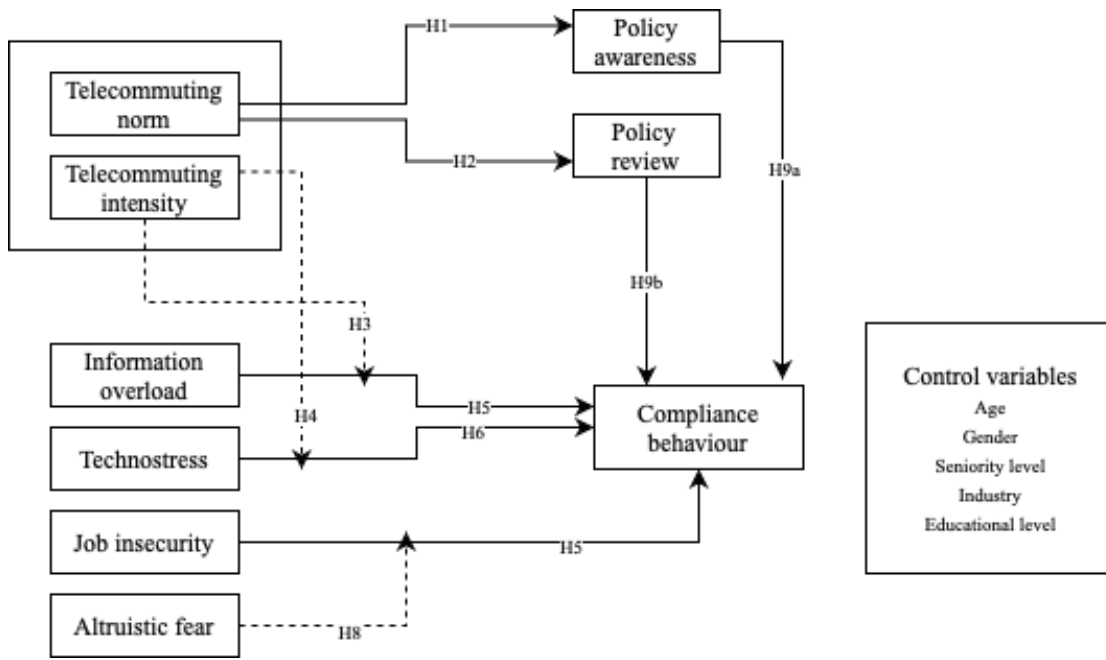 H1
Policy
awareness
Telecommuting
norm
H2
Policy
review
H9a
Telecommuting
intensity
H9b
H3
Information
overload
H5
H4
H6
Technostress
Compliance
behaviour
Job insecurity
H5
Altruistic fear
H8
Control variables
Age
Gender
Seniority level
Industry
Educational level